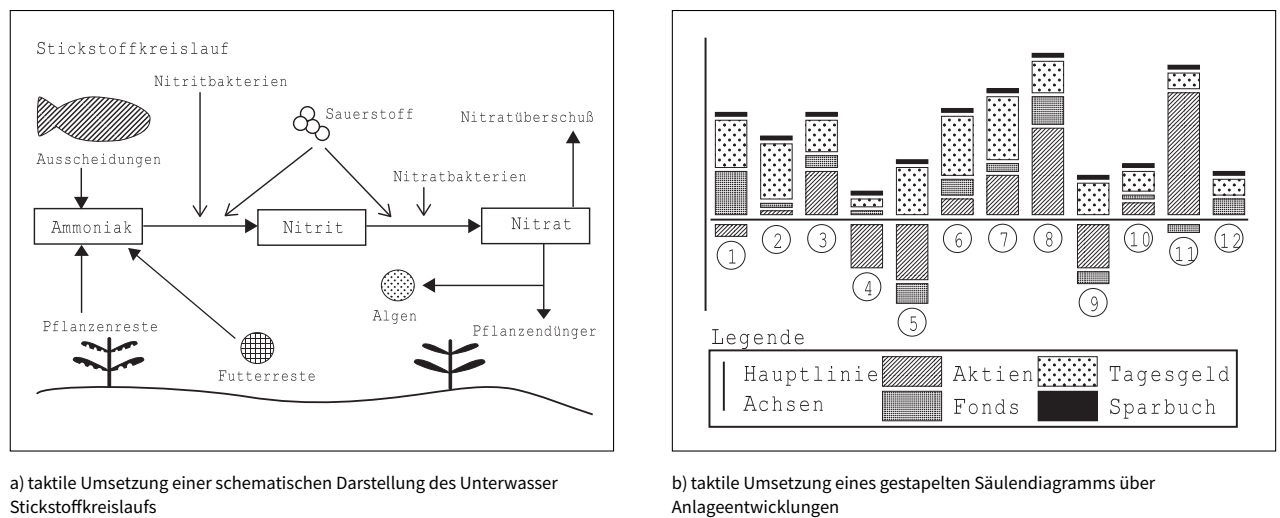 Stickstoffkreislauf
Nitritbakterien
Sauerstoff
Nitratüberschuß
Ausscheidungen
Nitratbakterien
Ammoniak
Nitrit
Nitrat
Algen
Pflanzenreste
Pflanzendünger
Futterreste
a) taktile Umsetzung einer schematischen Darstellung des Unterwasser
Stickstoffkreislaufs
1
2
3
4
5
6
7
8
9
10
11
12
Legende
Hauptlinie Aktien Tagesgeld
Achsen Fonds Sparbuch
b) taktile Umsetzung eines gestapelten Säulendiagramms über
Anlageentwicklungen